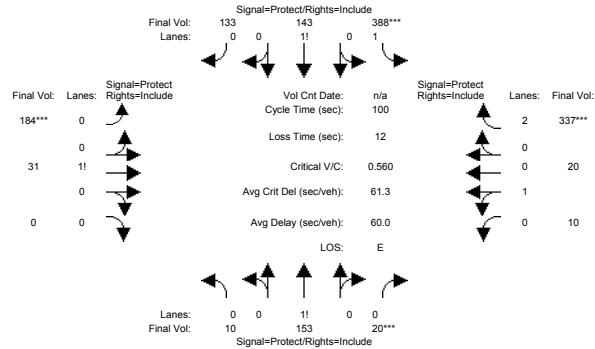 Signal=Protect/Rights=Include
Final Vol: 133 143 388***
Lanes: 0 0 1! 0 1
Signal=Protect
Final Vol: Lanes: Rights=Include
Vol Cnt Date: n/a
Signal=Protect
Rights=Include Lanes: Final Vol:
Cycle Time (sec): 100
184*** 0
2 337***
Loss Time (sec): 12
0
0
31 1!
Critical V/C: 0.560
0 20
0
Avg Crit Del (sec/veh): 61.3
1
0 0
Avg Delay (sec/veh): 60.0
0 10
LOS: E
Lanes: 0 0 1! 0 0
Final Vol: 10 153 20***
Signal=Protect/Rights=Include